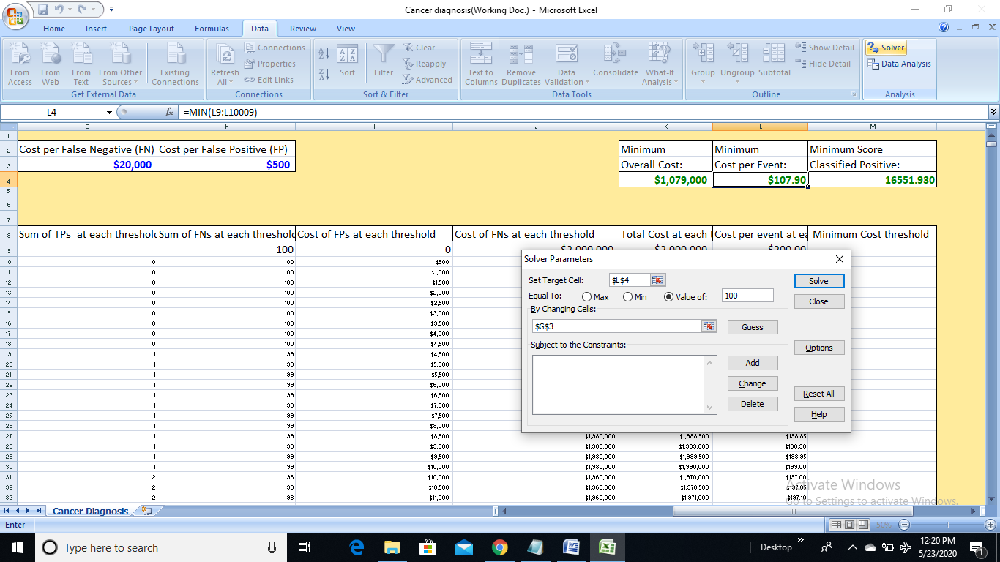 Cancer diagnosis(Working Doc.) - Microsoft Excel
Home Insert Page Layout Formulas Data Review View
From Access From Web From Text From Other Sources Existing Connections
Get External Data
Refresh All Connections Properties Edit Links
Connections
Sort Filter Clear Reapply Advanced
Sort & Filter
Text to Columns Remove Duplicates Data Validation Consolidate What-If Analysis
Data Tools
Group Ungroup Subtotal Show Detail Hide Detail
Outline
Solver Data Analysis
Analysis
L4 fx =MIN(L9:L10009)
G H I J K L M
1
2 Cost per False Negative (FN) Cost per False Positive (FP) Minimum Minimum Minimum Score
3 $20,000 $500 Overall Cost: Cost per Event: Classified Positive:
4 $1,079,000 $107.90 16551.930
5
6
7
8 Sum of TPs at each threshold Sum of FNs at each threshold Cost of FPs at each threshold Cost of FNs at each threshold Total Cost at each t Cost per event at ea Minimum Cost threshold
9 100 0 $2,000,000 $2,000,000 $200.00
10 0 100 $500
11 0 100 $1,000
12 0 100 $1,500
13 0 100 $2,000
14 0 100 $2,500
15 0 100 $3,000
16 0 100 $3,500
17 0 100 $4,000
18 0 100 $4,500
19 1 99 $4,500
20 1 99 $5,000
21 1 99 $5,500
22 1 99 $6,000
23 1 99 $6,500
24 1 99 $7,000
25 1 99 $7,500
26 1 99 $8,000
27 1 99 $8,500 $1,980,000 $1,988,500 $198.85
28 1 99 $9,000 $1,980,000 $1,989,000 $198.90
29 1 99 $9,500 $1,980,000 $1,989,500 $198.95
30 1 99 $10,000 $1,980,000 $1,990,000 $199.00
31 2 98 $10,000 $1,960,000 $1,970,000 $197.00
32 2 98 $10,500 $1,960,000 $1,970,500 $197.05
33 2 98 $11,000 $1,960,000 $1,971,000 $197.10
Solver Parameters
Set Target Cell: $L$4 Solve
Equal To: Max Min Value of: 100 Close
By Changing Cells:
$G$3 Guess
Subject to the Constraints: Options
Add
Change
Delete
Reset All
Help
Activate Windows
Go to Settings to activate Windows.
Cancer Diagnosis
Enter 50%
Type here to search Desktop 12:20 PM
5/23/2020
1